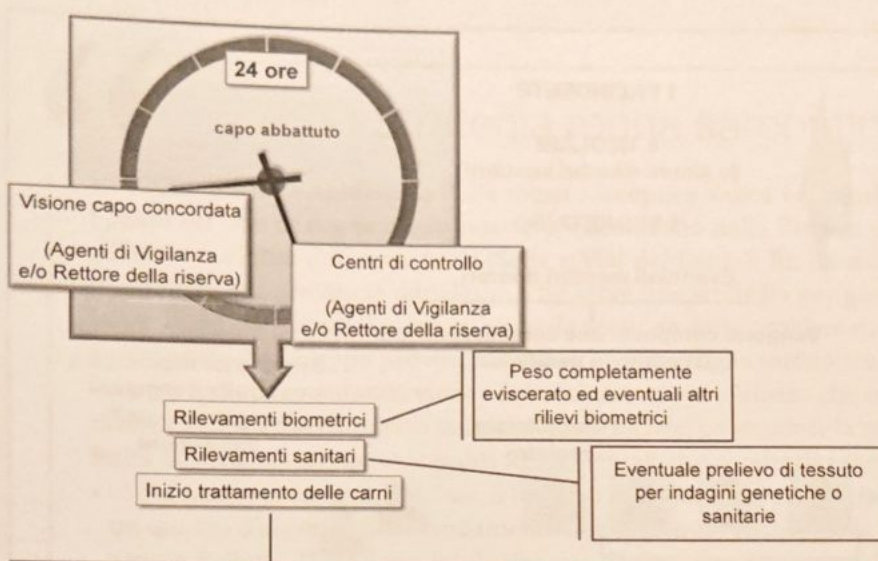 24 ore
capo abbattuto
Visione capo concordata
(Agenti di Vigilanza
e/o Rettore della riserva)
Centri di controllo
(Agenti di Vigilanza
e/o Rettore della riserva)
Rilevamenti biometrici
Peso completamente
eviscerato ed eventuali altri
rilievi biometrici
Rilevamenti sanitari
Eventuale prelievo di tessuto
per indagini genetiche o
sanitarie
Inizio trattamento delle carni